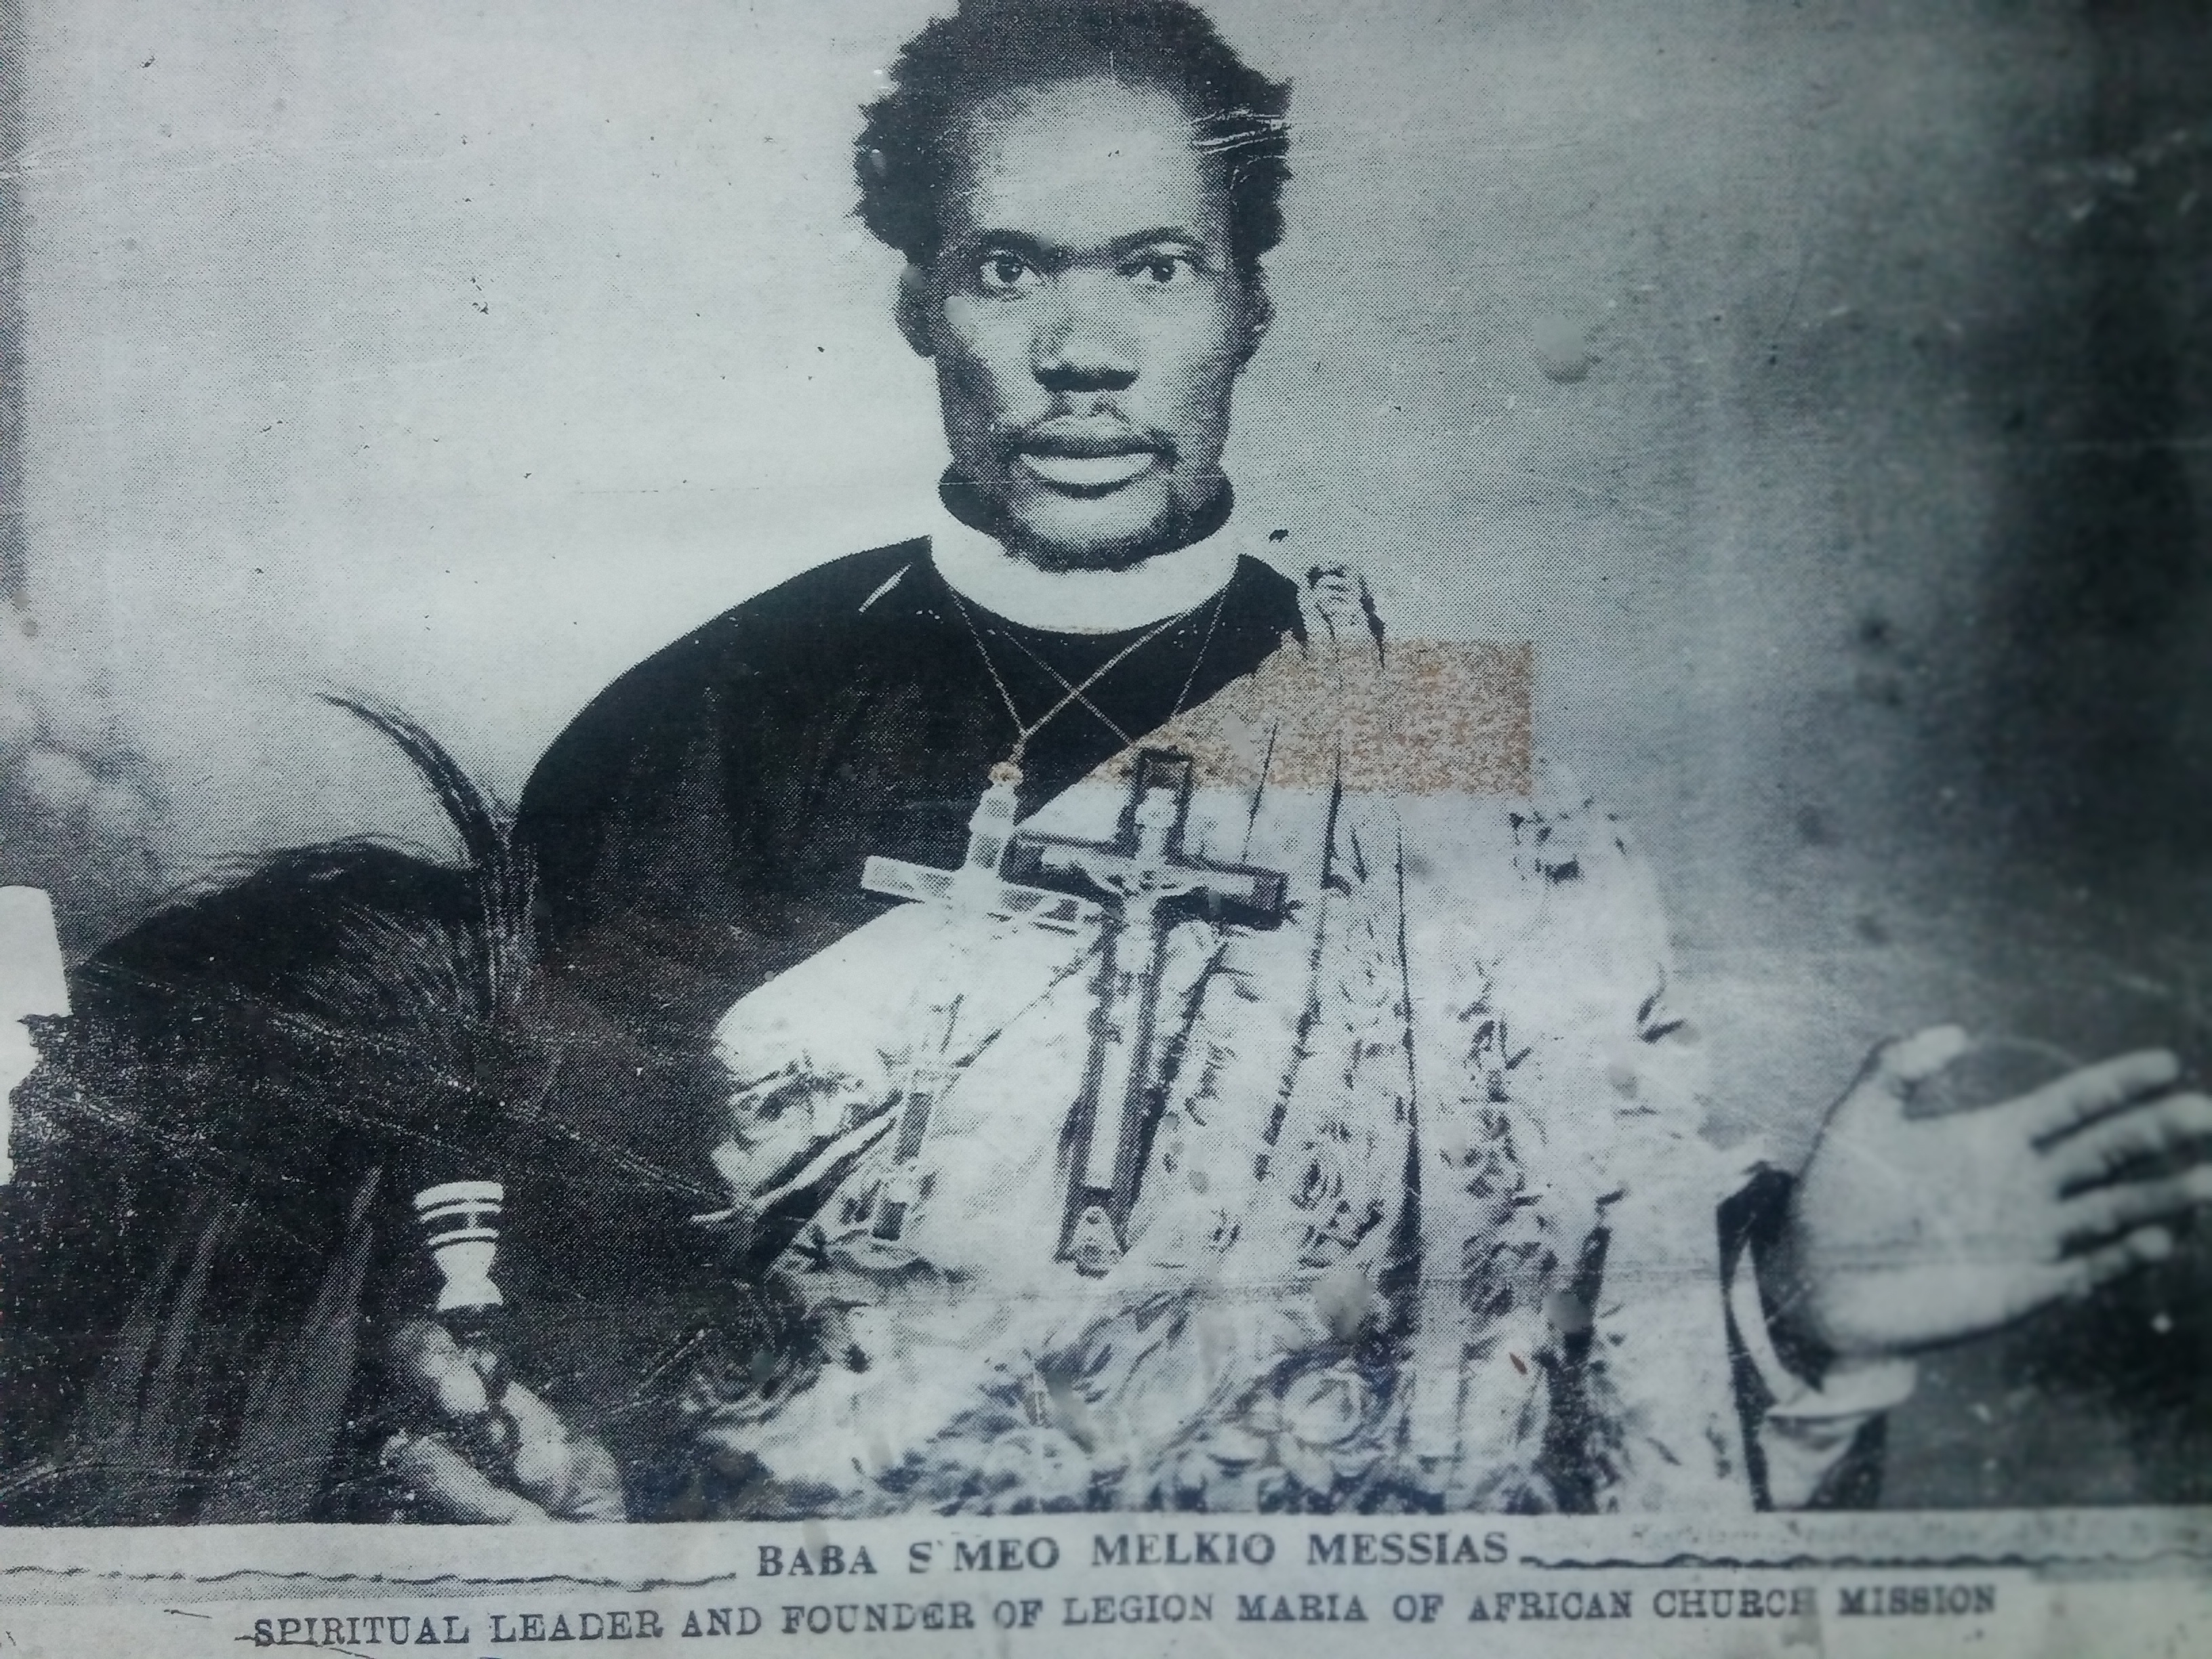 BABA S'MEO MELKIO MESSIAS
SPIRITUAL LEADER AND FOUNDER OF LEGION MARIA OF AFRICAN CHURCH MISSION